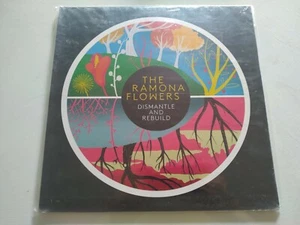 THE
RAMONA
FLOWERS
DISMANTLE
AND
REBUILD